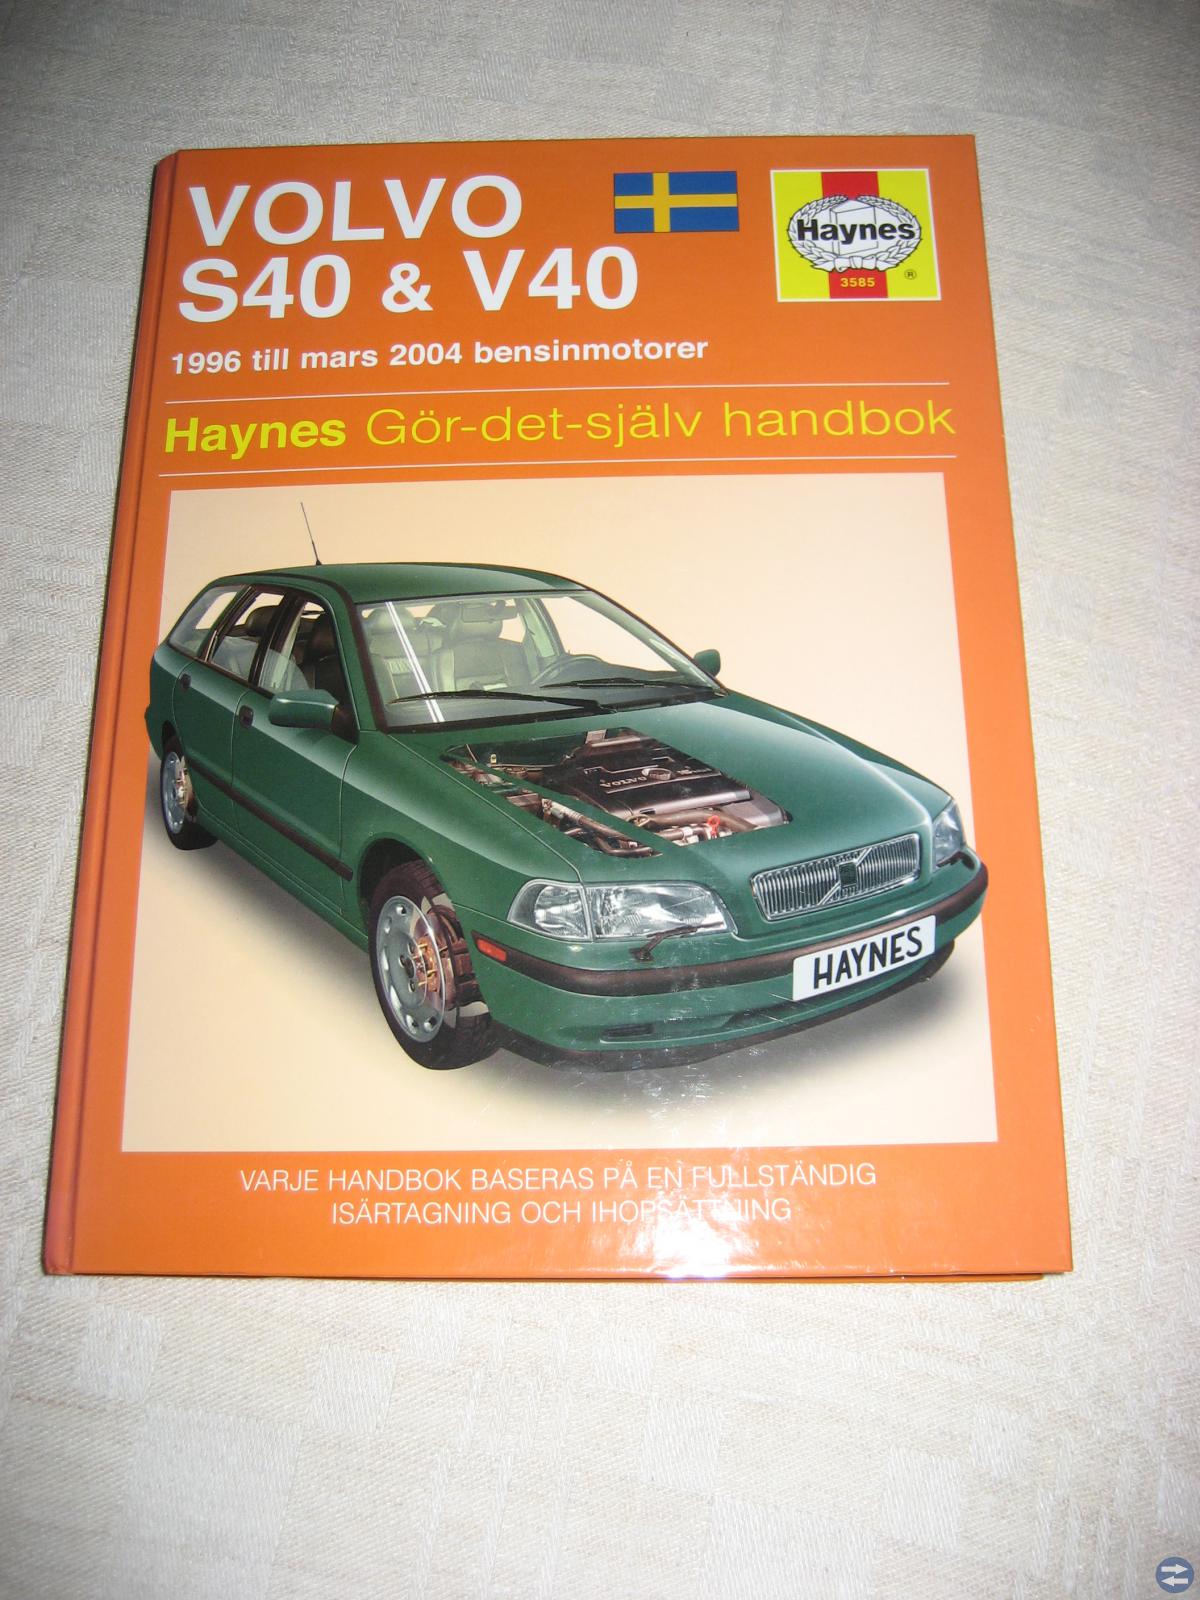 VOLVO
S40 & V40
1996 till mars 2004 bensinmotorer
Haynes
3585
®
Haynes Gör-det-själv handbok
VOLVO
HAYNES
VARJE HANDBOK BASERAS PÅ EN FULLSTÄNDIG
ISÄRTAGNING OCH IHOPSÄTTNING